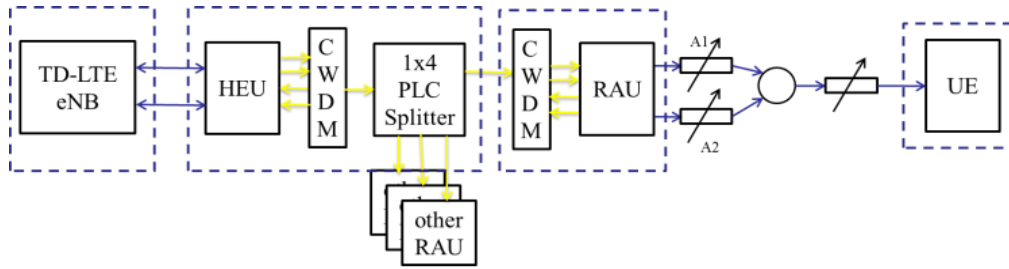 TD-LTE
eNB
HEU
C
W
D
M
1x4
PLC
Splitter
other
RAU
C
W
D
M
RAU
A1
A2
UE